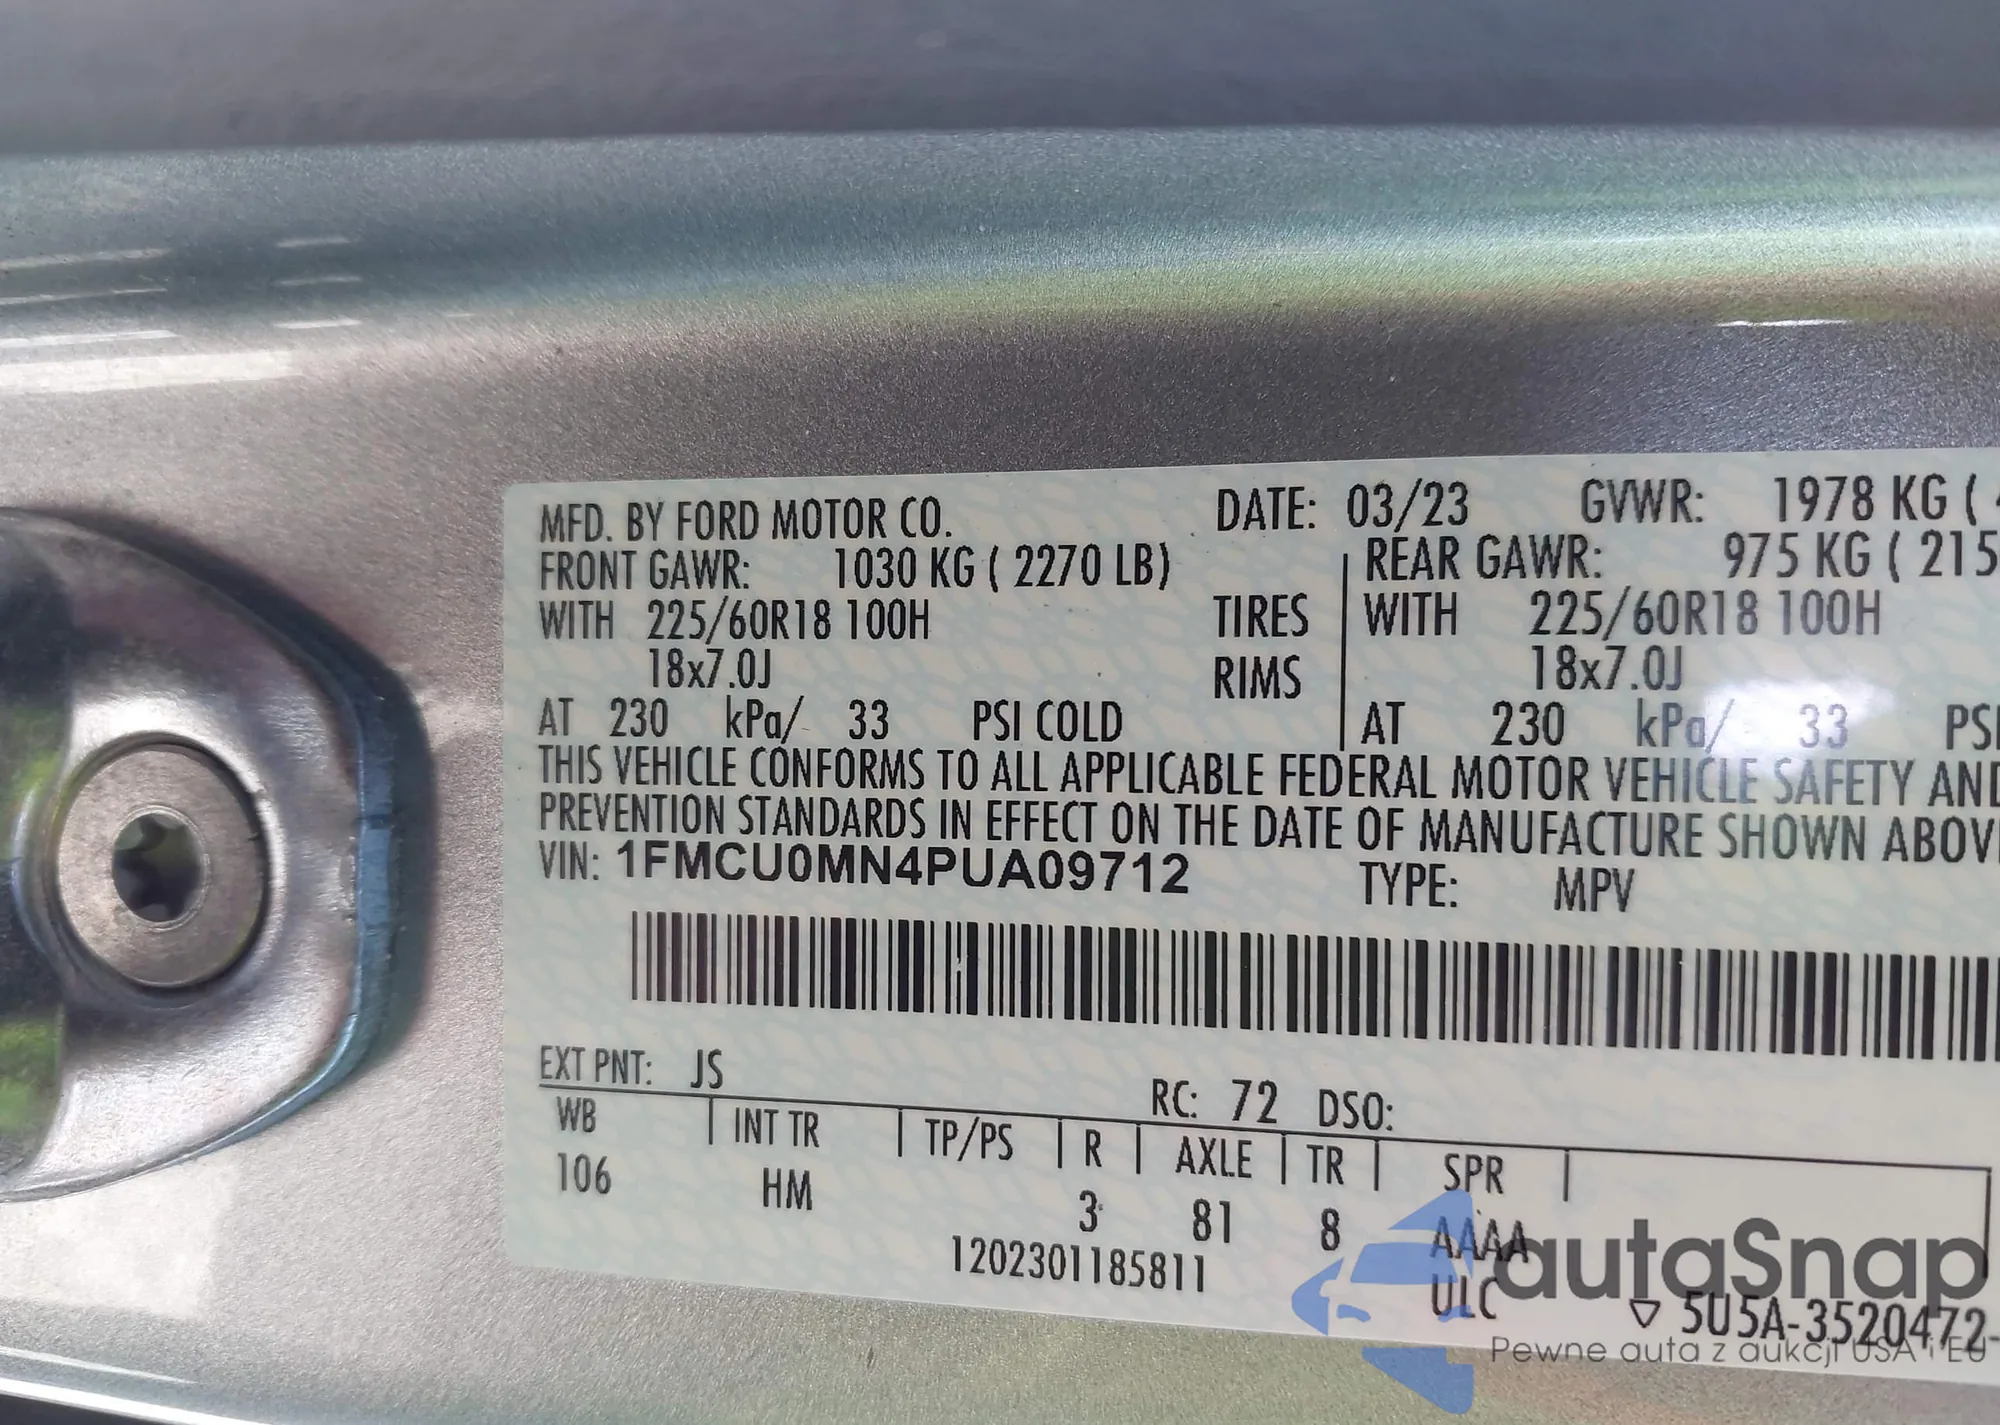 MFD. BY FORD MOTOR CO. DATE: 03/23 GVWR: 1978 KG (
FRONT GAWR: 1030 KG ( 2270 LB) REAR GAWR: 975 KG ( 215
WITH 225/60R18 100H TIRES WITH 225/60R18 100H
18x7.0J RIMS 18x7.0J
AT 230 kPa/ 33 PSI COLD AT 230 kPa/ 33 PSI
THIS VEHICLE CONFORMS TO ALL APPLICABLE FEDERAL MOTOR VEHICLE SAFETY AND
PREVENTION STANDARDS IN EFFECT ON THE DATE OF MANUFACTURE SHOWN ABOVE
VIN: 1FMCU0MN4PUA09712 TYPE: MPV
EXT PNT: JS RC: 72 DSO:
WB INT TR TP/PS R AXLE TR SPR
106 HM 3 81 8 AAAA
1202301185811 ULC
▽ 5U5A-3520472-
autaSnap
Pewne auta z aukcji USA i EU